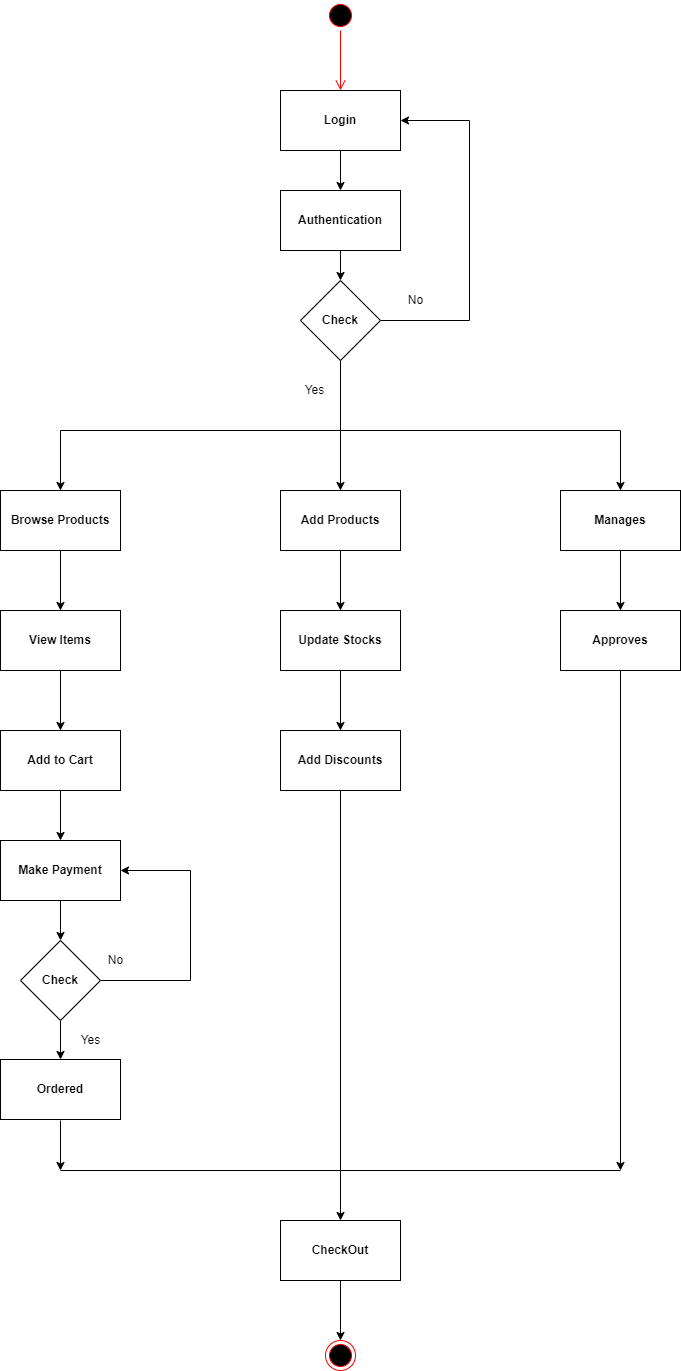 Login
Authentication
Check
No
Yes
Browse Products
Add Products
Manages
View Items
Update Stocks
Approves
Add to Cart
Add Discounts
Make Payment
No
Check
Yes
Ordered
CheckOut